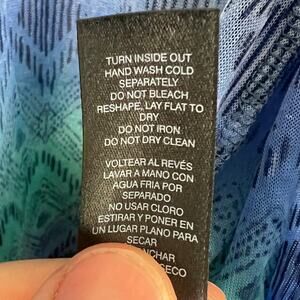 TURN INSIDE OUT
HAND WASH COLD
SEPARATELY
DO NOT BLEACH
RESHAPE, LAY FLAT TO
DRY
DO NOT IRON
DO NOT DRY CLEAN
VOLTEAR AL REVÉS
LAVAR A MANO CON
AGUA FRIA POR
SEPARADO
NO USAR CLORO
ESTIRAR Y PONER EN
UN LUGAR PLANO PARA
SECAR